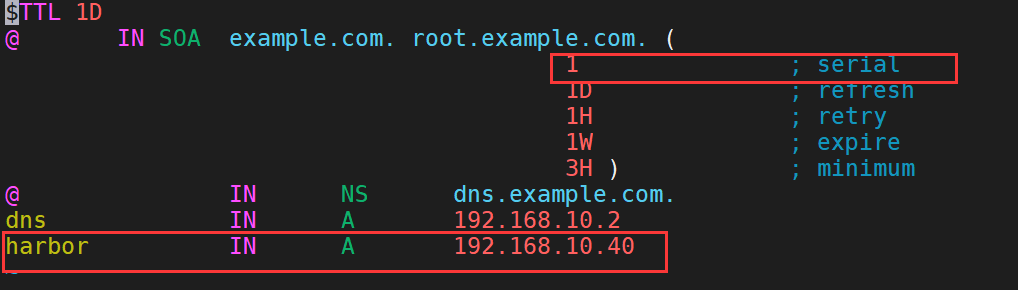 $TTL 1D
@ IN SOA example.com. root.example.com. (
1 ; serial
1D ; refresh
1H ; retry
1W ; expire
3H ) ; minimum
@ IN NS dns.example.com.
dns IN A 192.168.10.2
harbor IN A 192.168.10.40